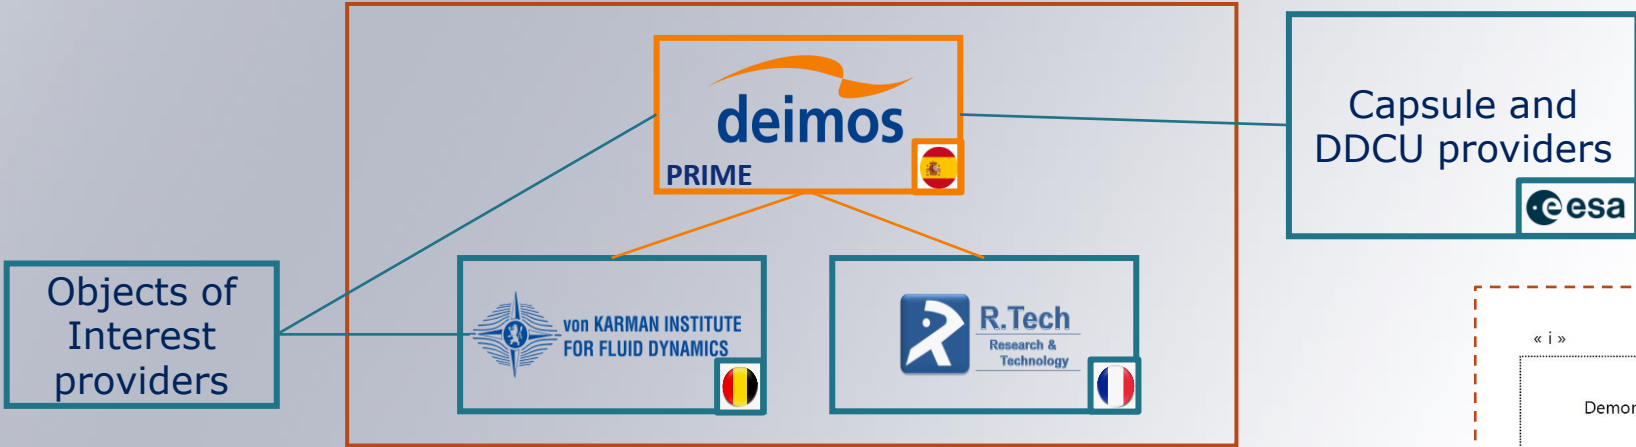 deimos
PRIME
Capsule and
DDCU providers
esa
Objects of
Interest
providers
von KARMAN INSTITUTE
FOR FLUID DYNAMICS
R.Tech
Research &
Technology
« i »